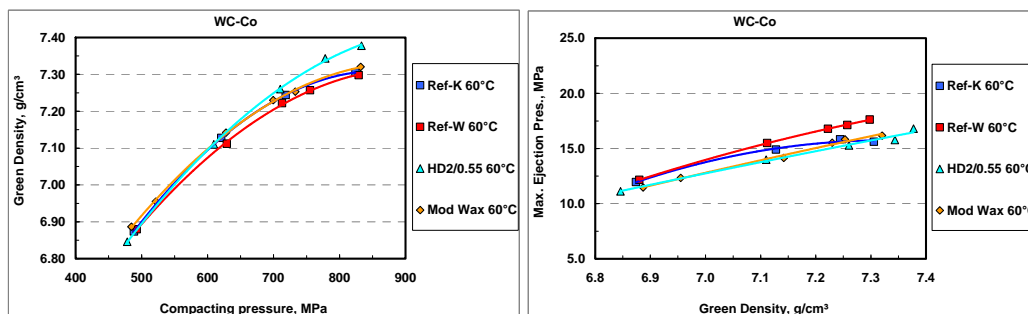 WC-Co
Green Density, g/cm³
7.40
7.30
7.20
7.10
7.00
6.90
6.80
400 500 600 700 800 900
Compacting pressure, MPa
Ref-K 60°C
Ref-W 60°C
HD2/0.55 60°C
Mod Wax 60°C
WC-Co
Max. Ejection Pres., MPa
25.0
20.0
15.0
10.0
5.0
6.8 6.9 7.0 7.1 7.2 7.3 7.4
Green Density, g/cm³
Ref-K 60°C
Ref-W 60°C
HD2/0.55 60°C
Mod Wax 60°C